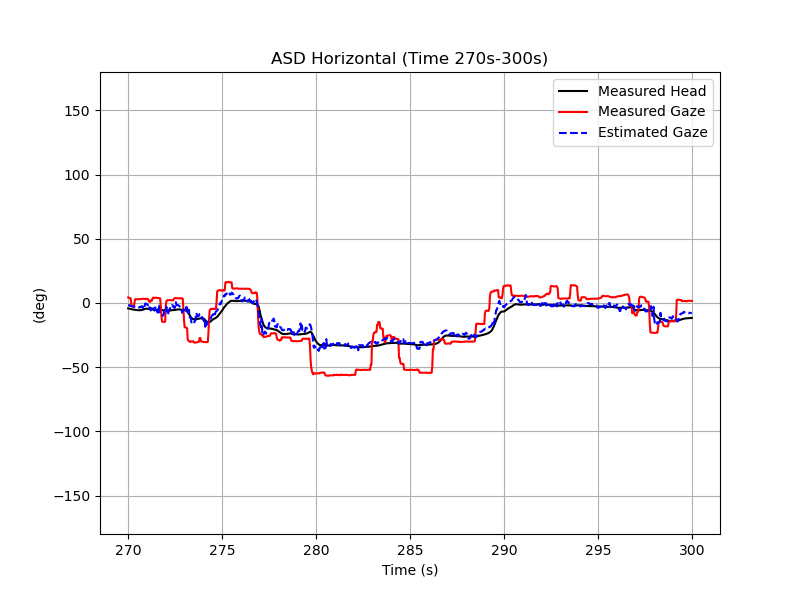 ASD Horizontal (Time 270s-300s)
Measured Head
Measured Gaze
Estimated Gaze
150
100
50
0
−50
−100
−150
(deg)
270
275
280
285
290
295
300
Time (s)